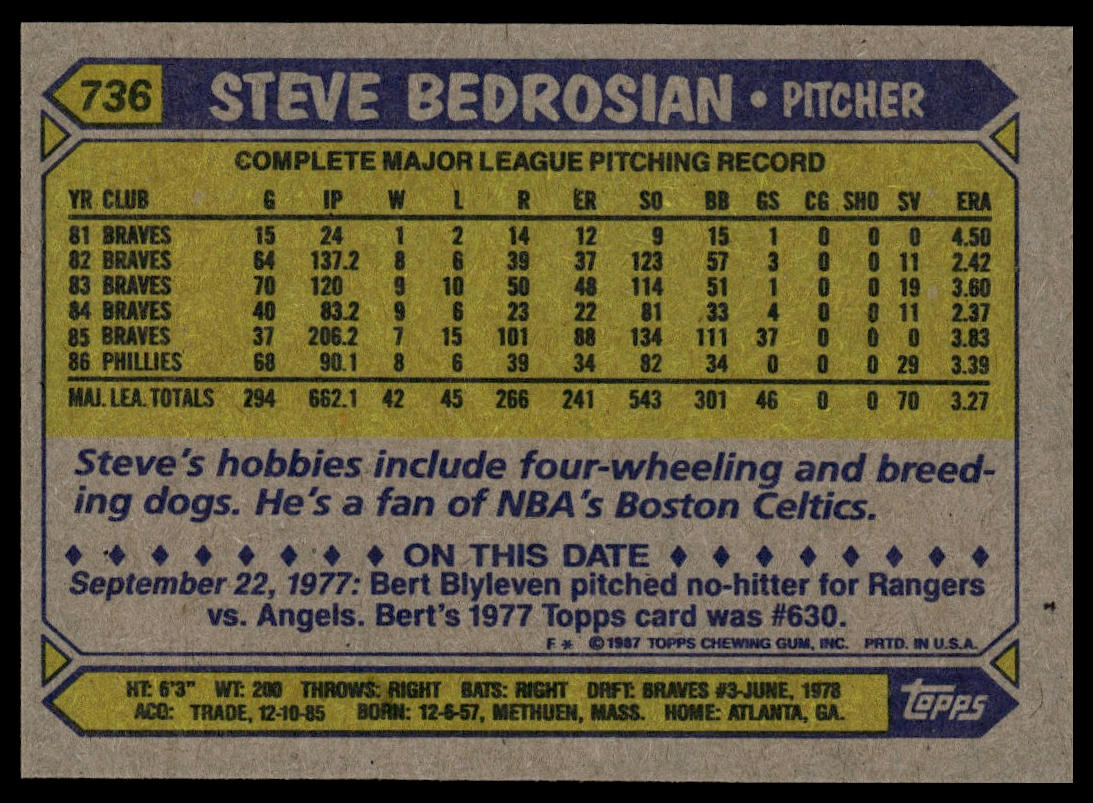 736 STEVE BEDROSIAN • PITCHER
COMPLETE MAJOR LEAGUE PITCHING RECORD
YR CLUB G IP W L R ER SO BB GS CG SHO SV ERA
81 BRAVES 15 24 1 2 14 12 9 15 1 0 0 0 4.50
82 BRAVES 64 137.2 8 6 39 37 123 57 3 0 0 11 2.42
83 BRAVES 70 120 9 10 50 48 114 51 1 0 0 19 3.60
84 BRAVES 40 83.2 9 6 23 22 81 33 4 0 0 11 2.37
85 BRAVES 37 206.2 7 15 101 88 134 111 37 0 0 0 3.83
86 PHILLIES 68 90.1 8 6 39 34 82 34 0 0 0 29 3.39
MAJ. LEA. TOTALS 294 662.1 42 45 266 241 543 301 46 0 0 70 3.27
Steve's hobbies include four-wheeling and breed-
ing dogs. He's a fan of NBA's Boston Celtics.
ON THIS DATE
September 22, 1977: Bert Blyleven pitched no-hitter for Rangers
vs. Angels. Bert's 1977 Topps card was #630.
F * © 1987 TOPPS CHEWING GUM, INC. PRTD. IN U.S.A.
HT: 6'3" WT: 200 THROWS: RIGHT BATS: RIGHT DRFT: BRAVES #3-JUNE, 1978
ACQ: TRADE, 12-10-85 BORN: 12-6-57, METHUEN, MASS. HOME: ATLANTA, GA.
topps